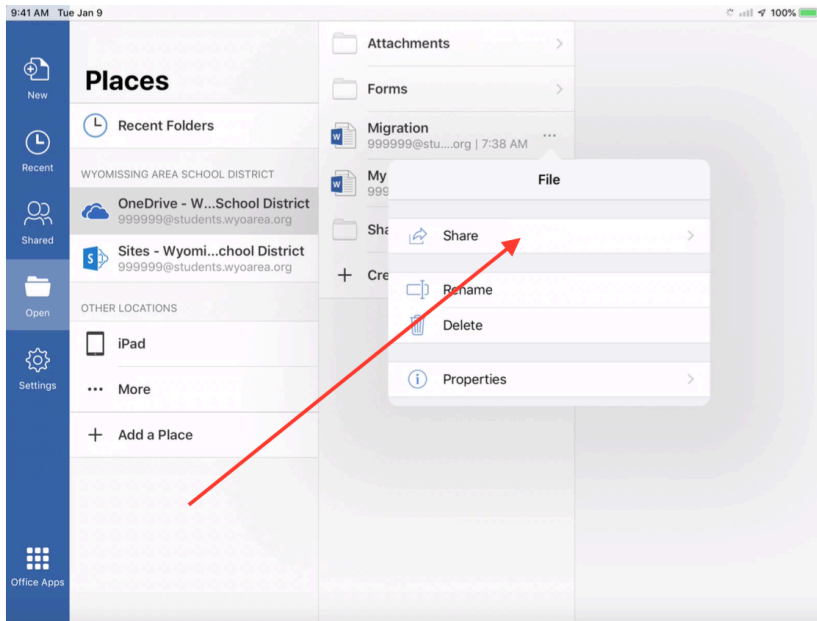 9:41 AM Tue Jan 9
100%
New
Recent
Shared
Open
Settings
Office Apps
Places
Recent Folders
WYOMISSING AREA SCHOOL DISTRICT
OneDrive - W...School District
999999@students.wyoarea.org
Sites - Wyomi...chool District
999999@students.wyoarea.org
OTHER LOCATIONS
iPad
More
Add a Place
Attachments
Forms
Migration
999999@stu....org | 7:38 AM
My
999
Sha
Cre
File
Share
Rename
Delete
Properties